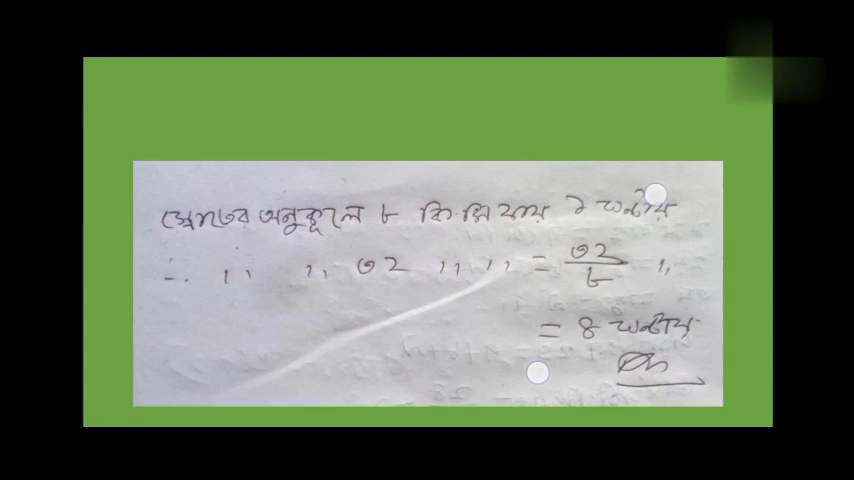 স্রোতের অনুকূলে ৮ কি.মি যায় ১ ঘন্টায়
∴ ,, ,, ৩২ ,, ,, = ৩২/৮ ,,
= ৪ ঘন্টায়